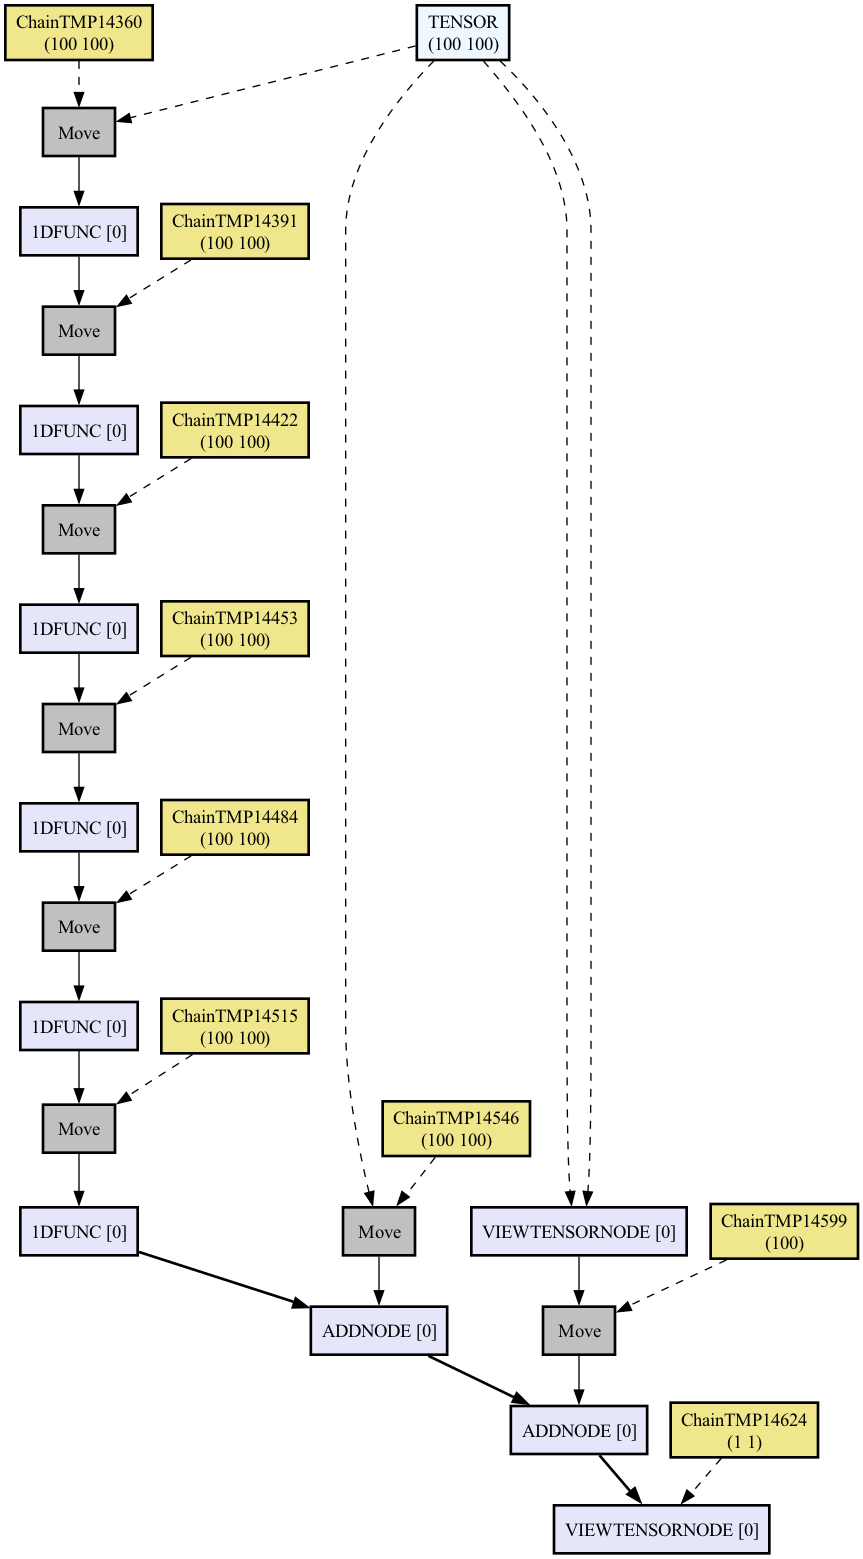 ChainTMP14360
(100 100)
TENSOR
(100 100)
Move
1DFUNC [0]
ChainTMP14391
(100 100)
Move
1DFUNC [0]
ChainTMP14422
(100 100)
Move
1DFUNC [0]
ChainTMP14453
(100 100)
Move
1DFUNC [0]
ChainTMP14484
(100 100)
Move
1DFUNC [0]
ChainTMP14515
(100 100)
Move
ChainTMP14546
(100 100)
1DFUNC [0]
Move
VIEWTENSORNODE [0]
ChainTMP14599
(100)
ADDNODE [0]
Move
ADDNODE [0]
ChainTMP14624
(1 1)
VIEWTENSORNODE [0]